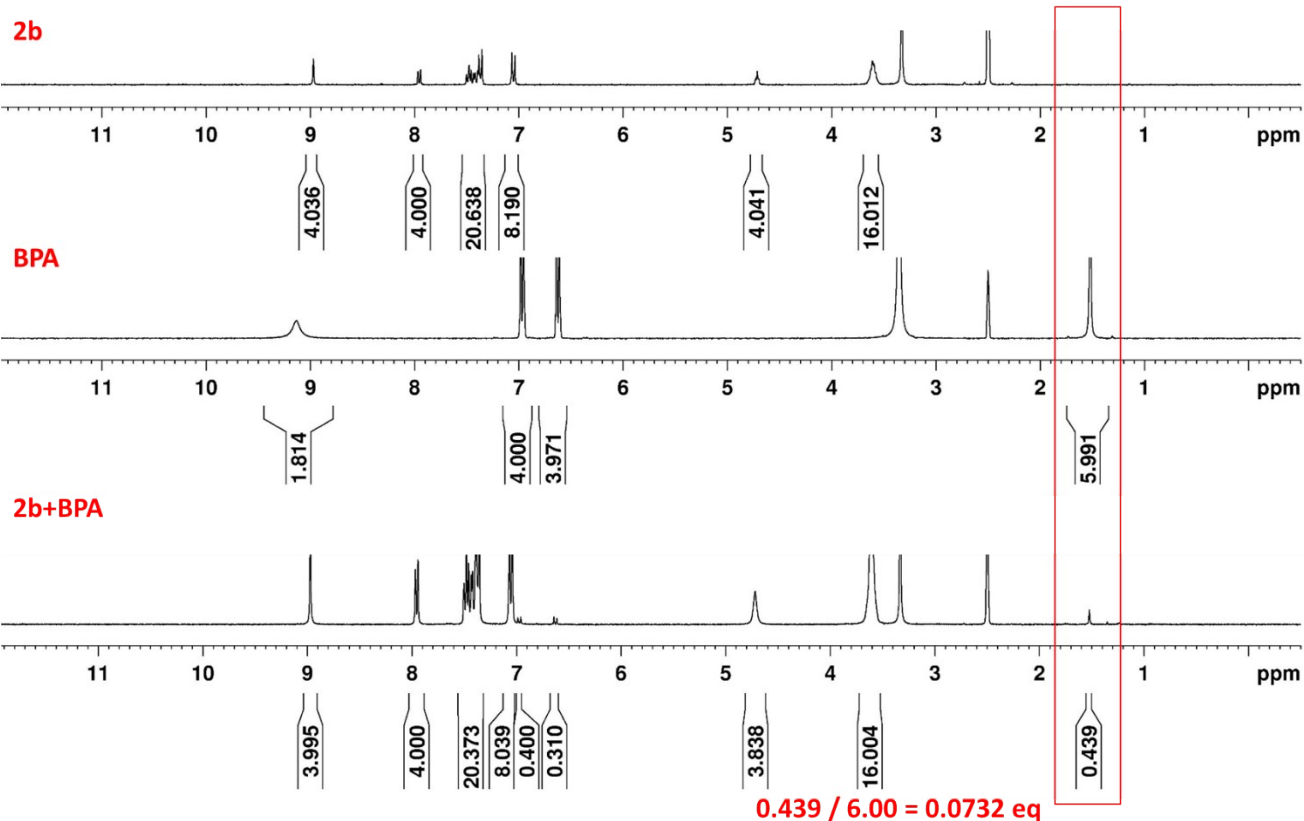 2b
11 10 9 8 7 6 5 4 3 2 1 ppm
4.036 4.000 20.638 8.190 4.041 16.012
BPA
11 10 9 8 7 6 5 4 3 2 1 ppm
1.814 4.000 3.971 5.991
2b+BPA
11 10 9 8 7 6 5 4 3 2 1 ppm
3.995 4.000 20.373 8.039 0.400 0.310 3.838 16.004 0.439
0.439 / 6.00 = 0.0732 eq